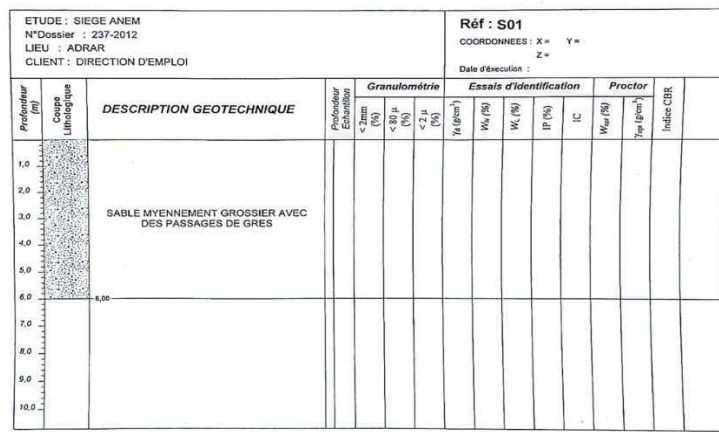 ETUDE : SIEGE ANEM
N°Dossier : 237-2012
LIEU : ADRAR
CLIENT : DIRECTION D'EMPLOI
Réf : S01
COORDONNEES : X = Y =
Z =
Date d'éxecution :
Profondeur (m)
Coupe Lithologique
DESCRIPTION GEOTECHNIQUE
Profondeur Echantillon
Granulométrie
< 2mm (%)
< 80 µ (%)
< 2 µ (%)
Essais d'identification
γd (g/cm³)
WN (%)
WL (%)
IP (%)
IC
Proctor
Wopt (%)
γopt (g/cm³)
Indice CBR
1,0
2,0
SABLE MYENNEMENT GROSSIER AVEC
3,0
DES PASSAGES DE GRES
4,0
5,0
6,0
6,00
7,0
8,0
9,0
10,0